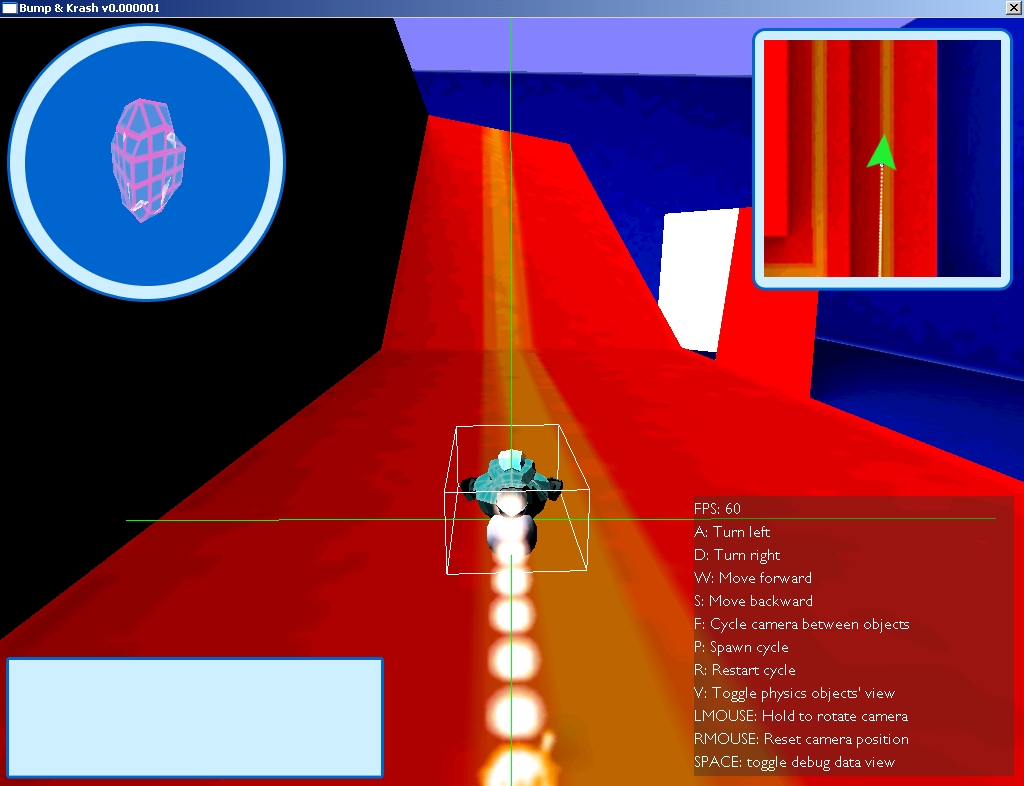 Bump & Krash v0.000001
FPS: 60
A: Turn left
D: Turn right
W: Move forward
S: Move backward
F: Cycle camera between objects
P: Spawn cycle
R: Restart cycle
V: Toggle physics objects' view
LMOUSE: Hold to rotate camera
RMOUSE: Reset camera position
SPACE: toggle debug data view